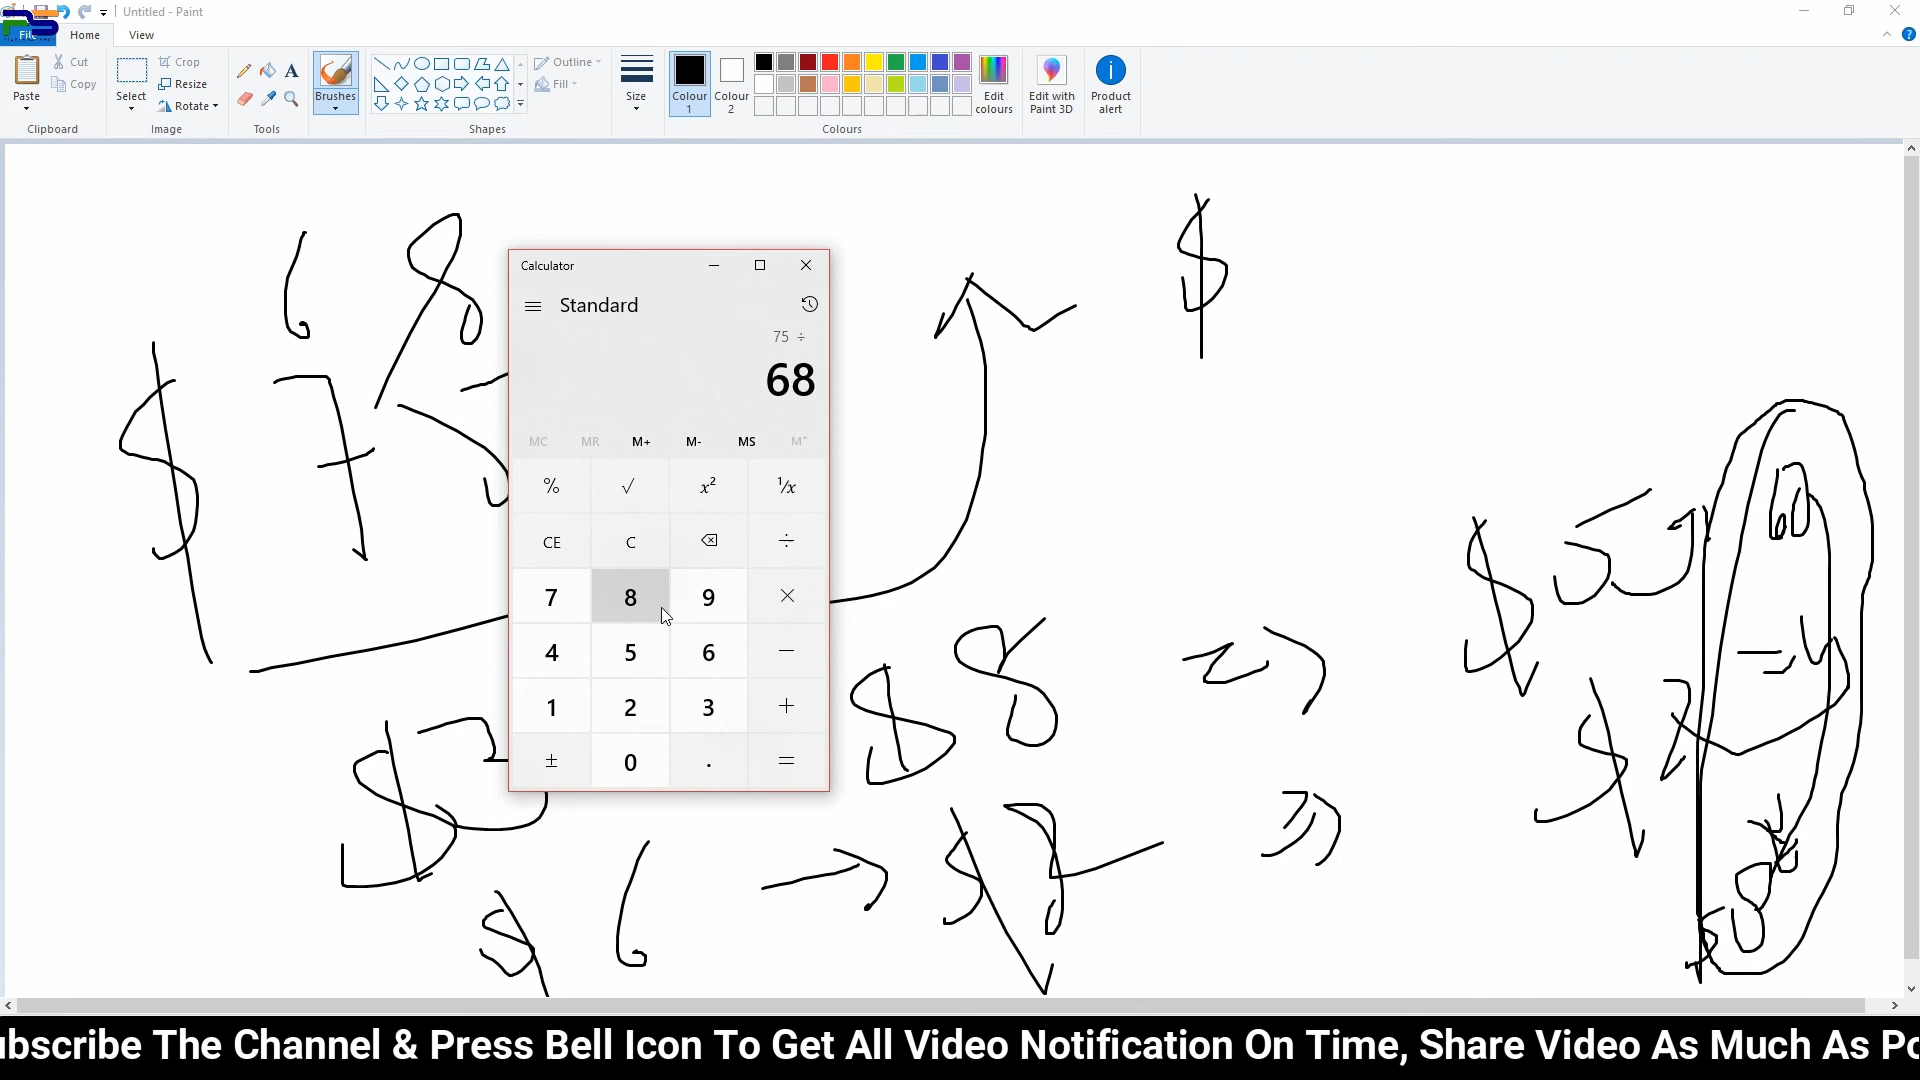 Untitled - Paint
File Home View
Paste Cut Copy Clipboard
Select Crop Resize Rotate Image
A Tools
Brushes
Outline Fill Shapes
Size
Colour 1 Colour 2 Edit colours Colours
Edit with Paint 3D
Product alert
68
$
$ 75
$8
$
Calculator
Standard
75 ÷
68
MC MR M+ M- MS M˅
% √ x² ¹/x
CE C ÷
7 8 9 ×
4 5 6 −
1 2 3 +
± 0 . =
ubscribe The Channel & Press Bell Icon To Get All Video Notification On Time, Share Video As Much As Po